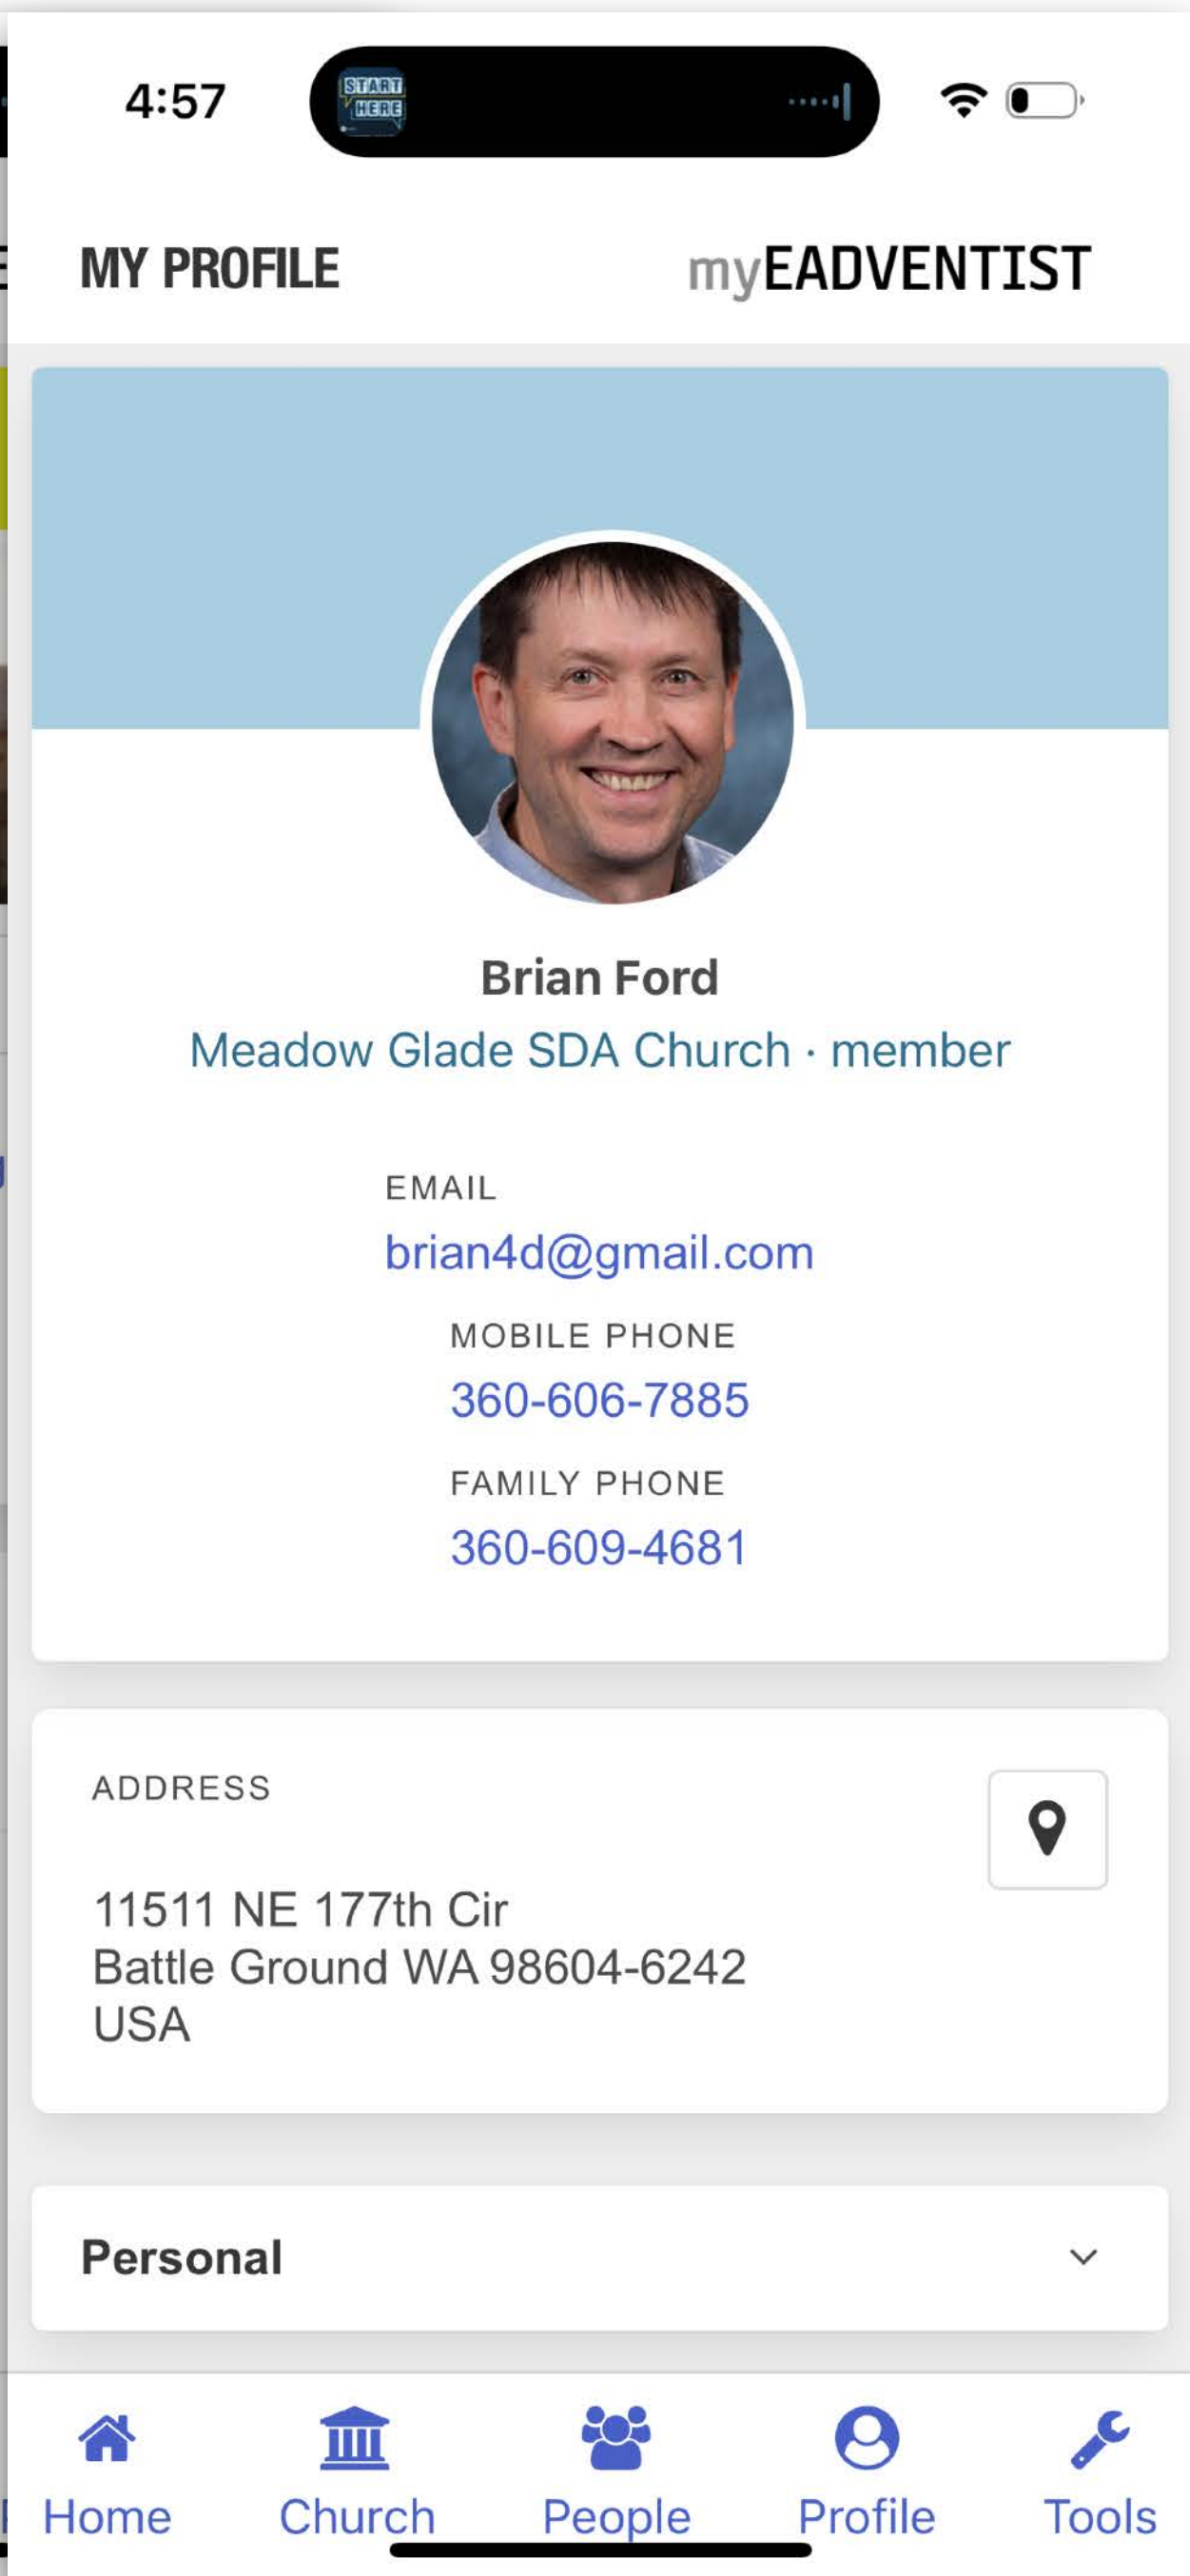 4:57
START
HERE
MY PROFILE
myEADVENTIST
Brian Ford
Meadow Glade SDA Church · member
EMAIL
brian4d@gmail.com
MOBILE PHONE
360-606-7885
FAMILY PHONE
360-609-4681
ADDRESS
11511 NE 177th Cir
Battle Ground WA 98604-6242
USA
Personal
Home Church People Profile Tools